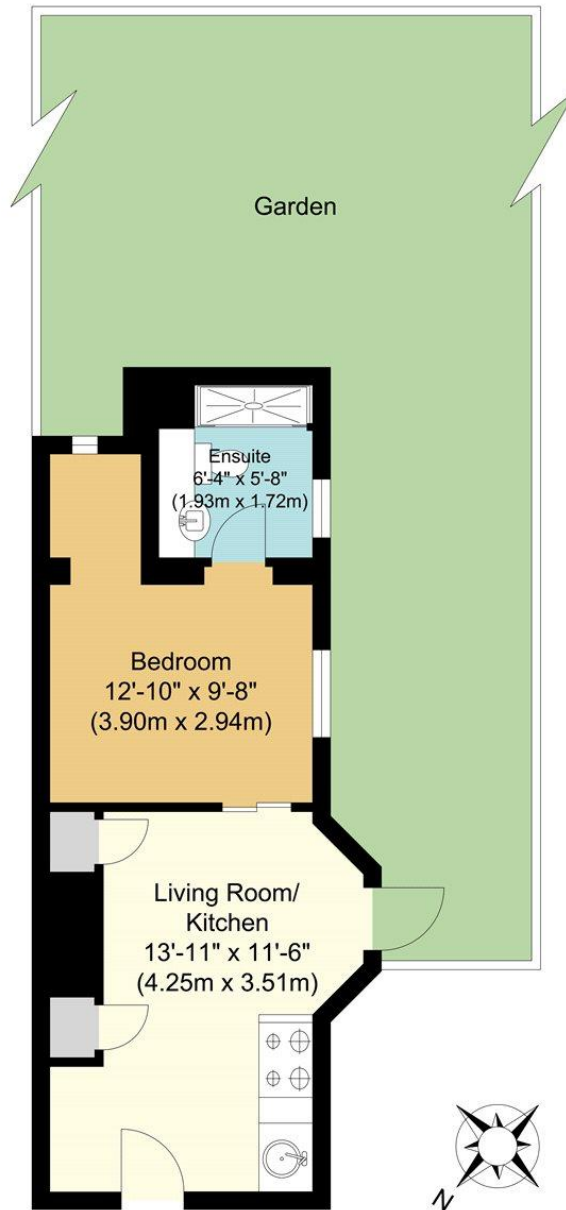 Garden
Ensuite
6'-4" x 5'-8"
(1.93m x 1.72m)
Bedroom
12'-10" x 9'-8"
(3.90m x 2.94m)
Living Room/
Kitchen
13'-11" x 11'-6"
(4.25m x 3.51m)
N